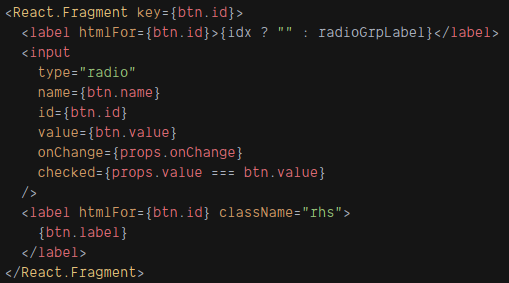 <React.Fragment key={btn.id}>
  <label htmlFor={btn.id}>{idx ? "" : radioGrpLabel}</label>
  <input
    type="radio"
    name={btn.name}
    id={btn.id}
    value={btn.value}
    onChange={props.onChange}
    checked={props.value === btn.value}
  />
  <label htmlFor={btn.id} className="rhs">
    {btn.label}
  </label>
</React.Fragment>